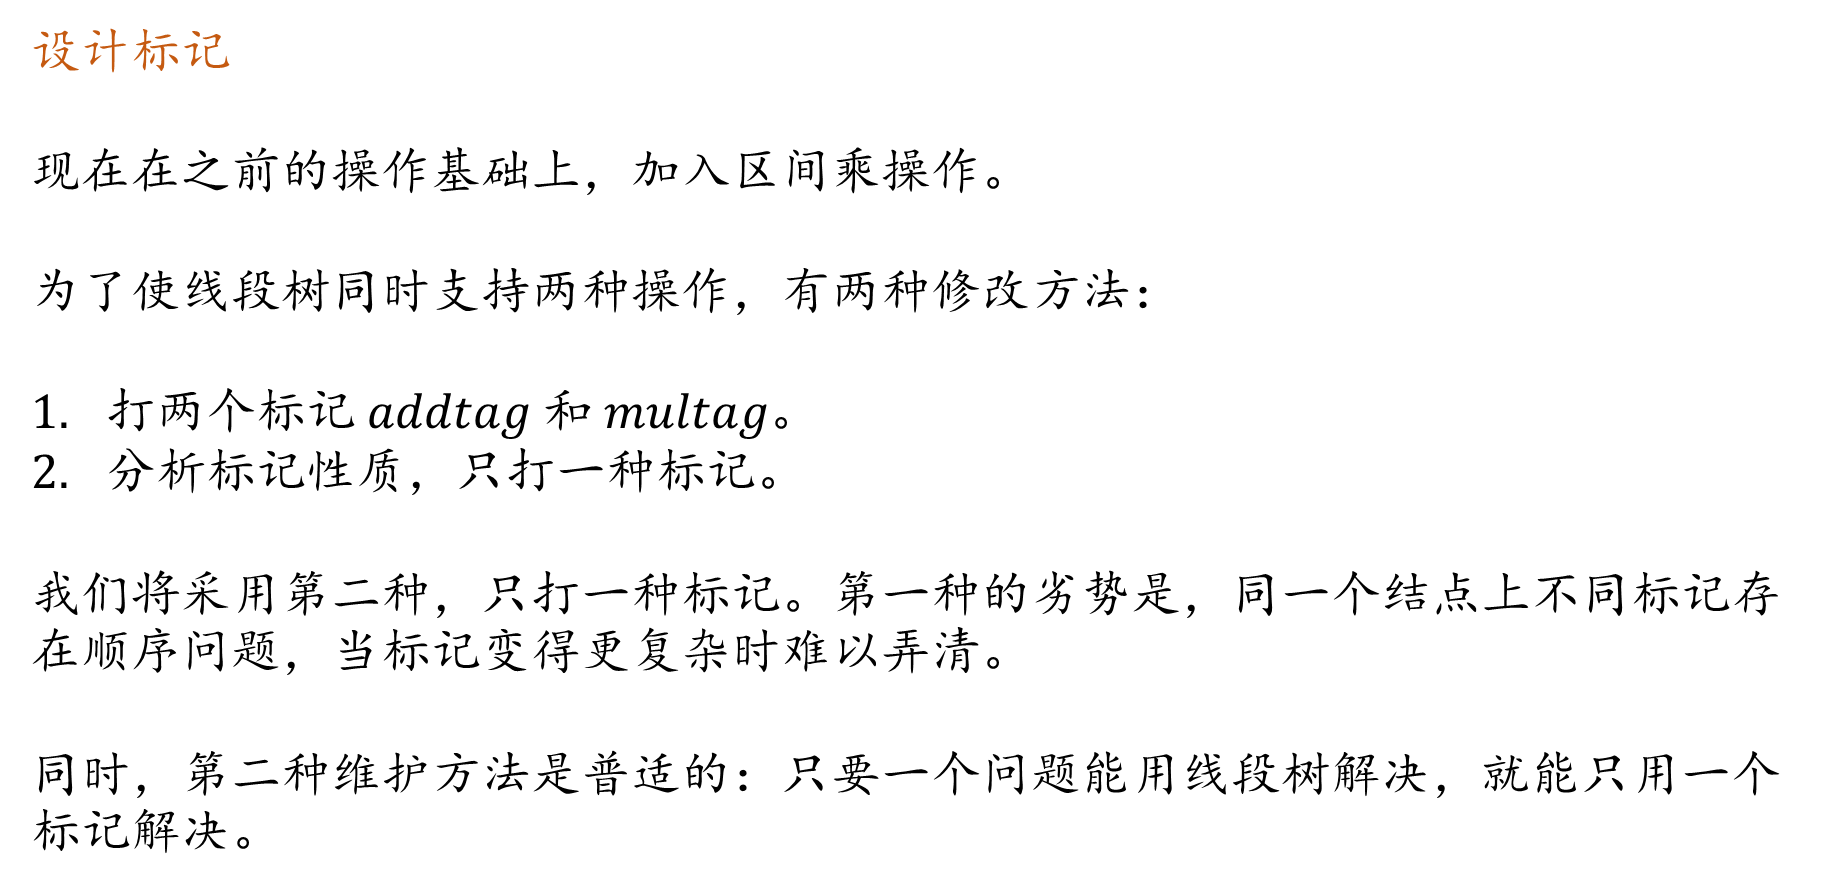 设计标记
现在在之前的操作基础上，加入区间乘操作。
为了使线段树同时支持两种操作，有两种修改方法：
1. 打两个标记 addtag 和 multag。
2. 分析标记性质，只打一种标记。
我们将采用第二种，只打一种标记。第一种的劣势是，同一个结点上不同标记存
在顺序问题，当标记变得更复杂时难以弄清。
同时，第二种维护方法是普适的：只要一个问题能用线段树解决，就能只用一个
标记解决。